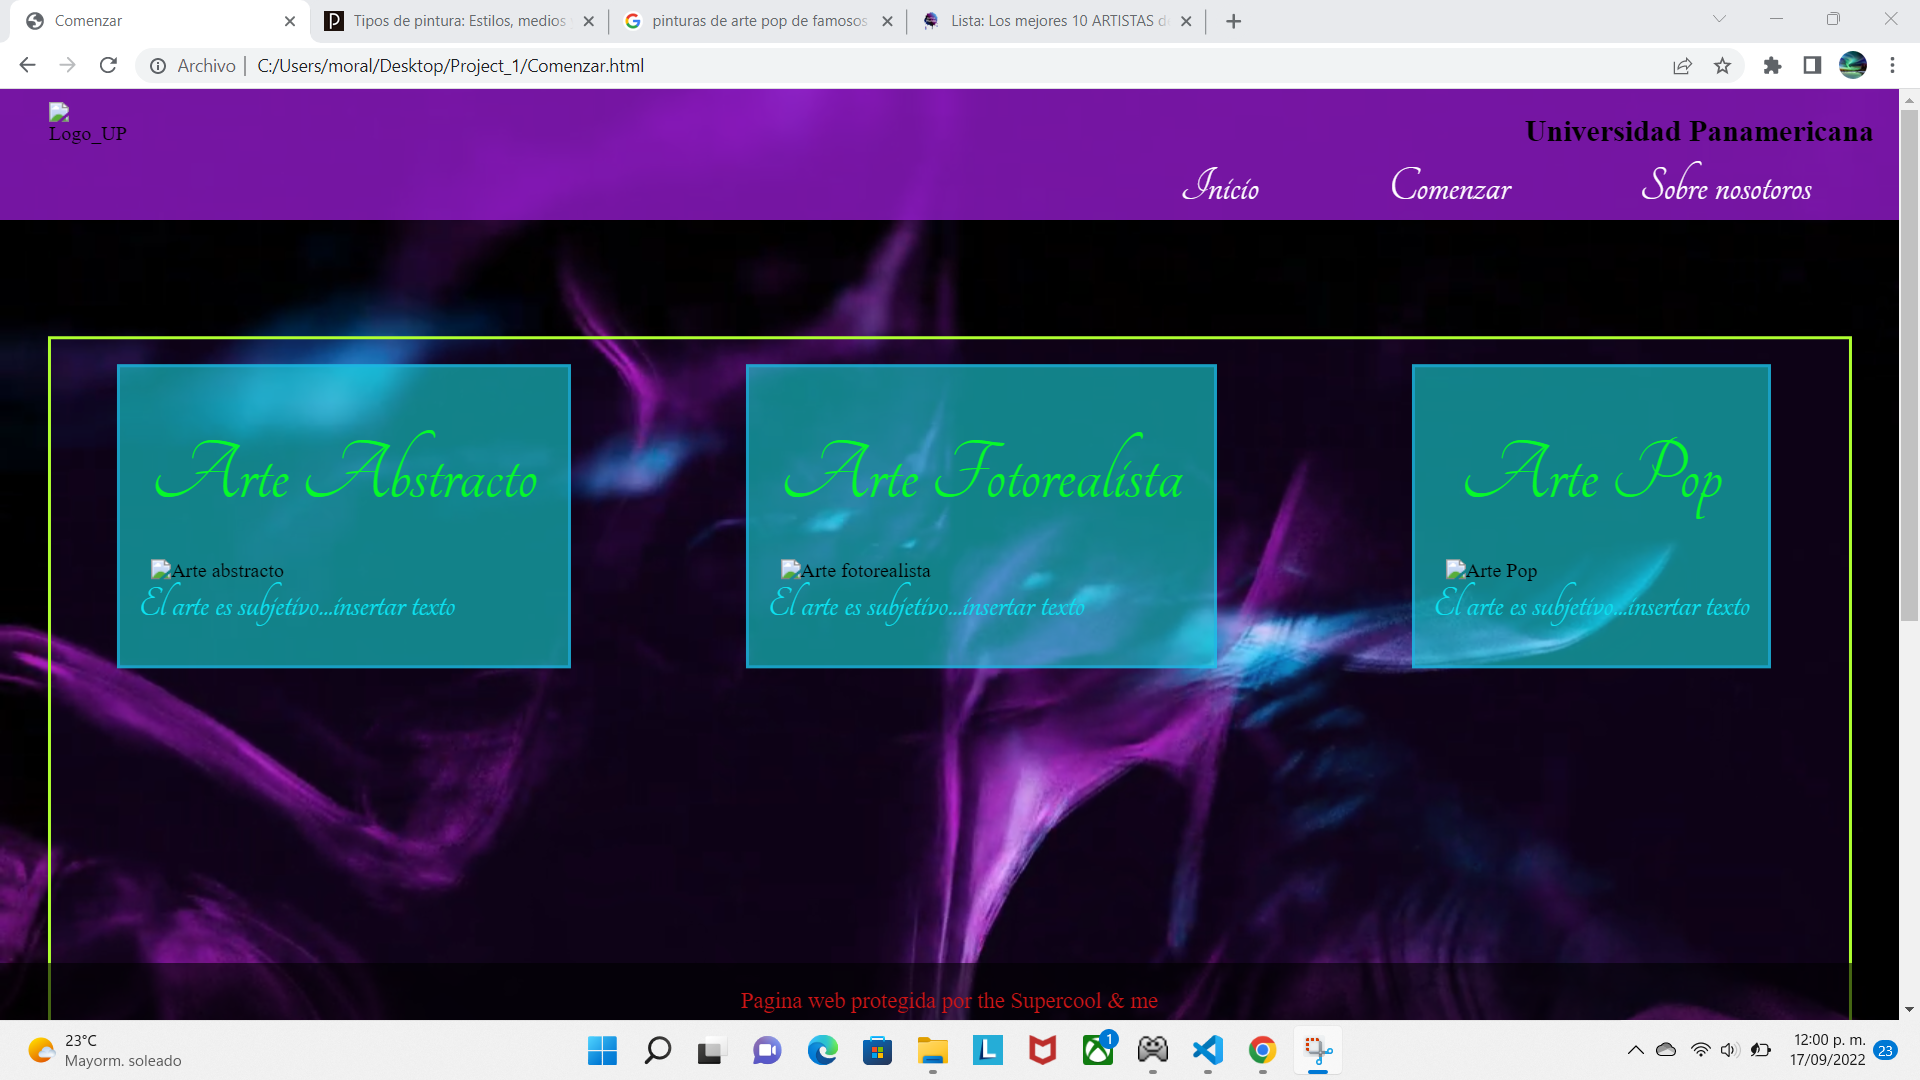 Comenzar
Tipos de pintura: Estilos, medios
pinturas de arte pop de famosos
Lista: Los mejores 10 ARTISTAS de
Archivo | C:/Users/moral/Desktop/Project_1/Comenzar.html
Logo_UP
Universidad Panamericana
Inicio Comenzar Sobre nosotoros
Arte Abstracto
Arte abstracto
El arte es subjetivo...insertar texto
Arte Fotorealista
Arte fotorealista
El arte es subjetivo...insertar texto
Arte Pop
Arte Pop
El arte es subjetivo...insertar texto
Pagina web protegida por the Supercool & me
23°C
Mayorm. soleado
1
12:00 p. m.
17/09/2022
23